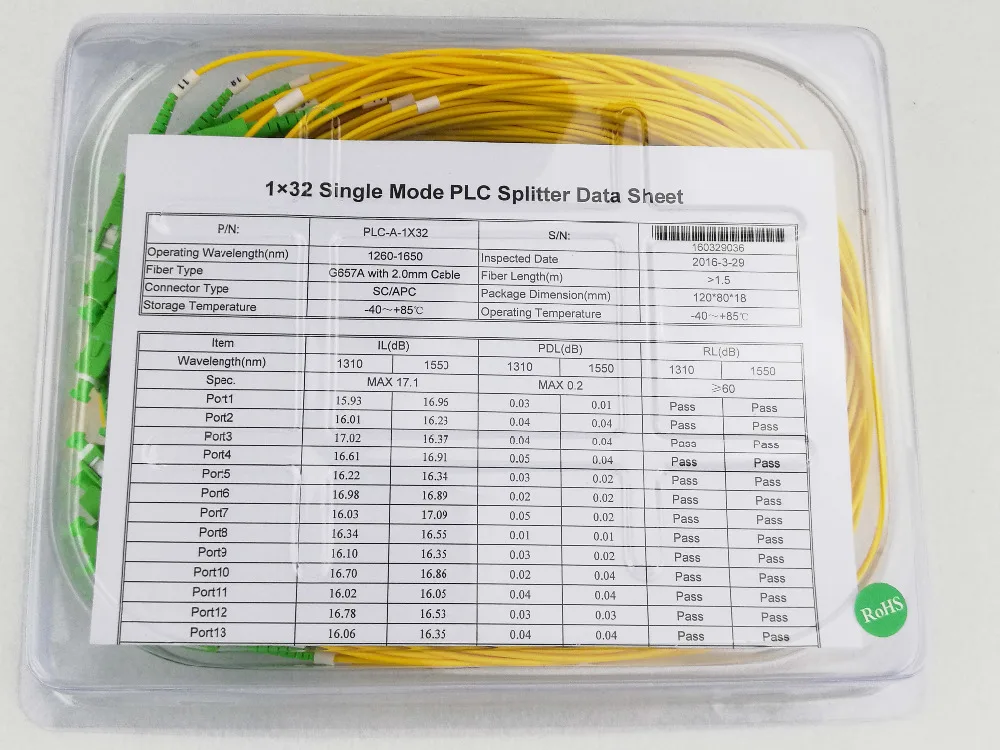 11
18
1×32 Single Mode PLC Splitter Data Sheet
P/N: PLC-A-1X32 S/N: 160329036
Operating Wavelength(nm) 1260-1650 Inspected Date 2016-3-29
Fiber Type G657A with 2.0mm Cable Fiber Length(m) >1.5
Connector Type SC/APC Package Dimension(mm) 120*80*18
Storage Temperature -40~+85℃ Operating Temperature -40~+85℃
Item IL(dB) PDL(dB) RL(dB)
Wavelength(nm) 1310 1550 1310 1550 1310 1550
Spec. MAX 17.1 MAX 0.2 ≥60
Port1 15.93 16.95 0.03 0.01 Pass Pass
Port2 16.01 16.23 0.04 0.04 Pass Pass
Port3 17.02 16.37 0.04 0.04 Pass Pass
Port4 16.61 16.91 0.05 0.04 Pass Pass
Port5 16.22 16.34 0.03 0.02 Pass Pass
Port6 16.98 16.89 0.02 0.02 Pass Pass
Port7 16.03 17.09 0.05 0.02 Pass Pass
Port8 16.34 16.55 0.01 0.01 Pass Pass
Port9 16.10 16.35 0.03 0.02 Pass Pass
Port10 16.70 16.86 0.02 0.04 Pass Pass
Port11 16.02 16.05 0.04 0.04 Pass Pass
Port12 16.78 16.53 0.03 0.03 Pass Pass
Port13 16.06 16.35 0.04 0.04 Pass Pass
RoHS